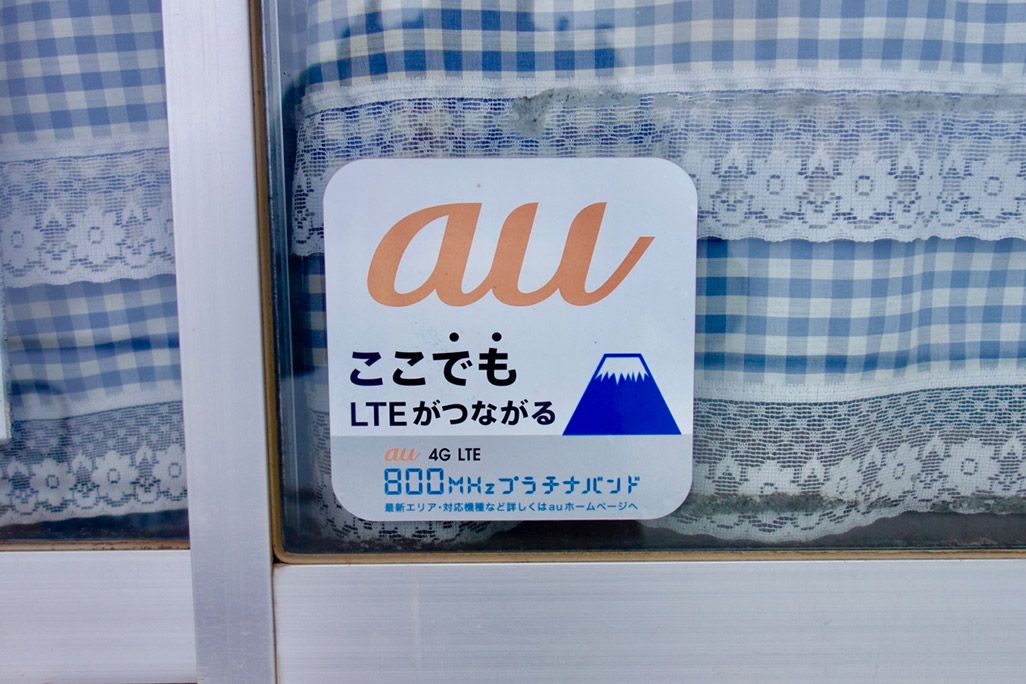 au
ここでも
LTEがつながる
au 4G LTE
800MHzプラチナバンド
最新エリア・対応機種など詳しくはauホームページへ